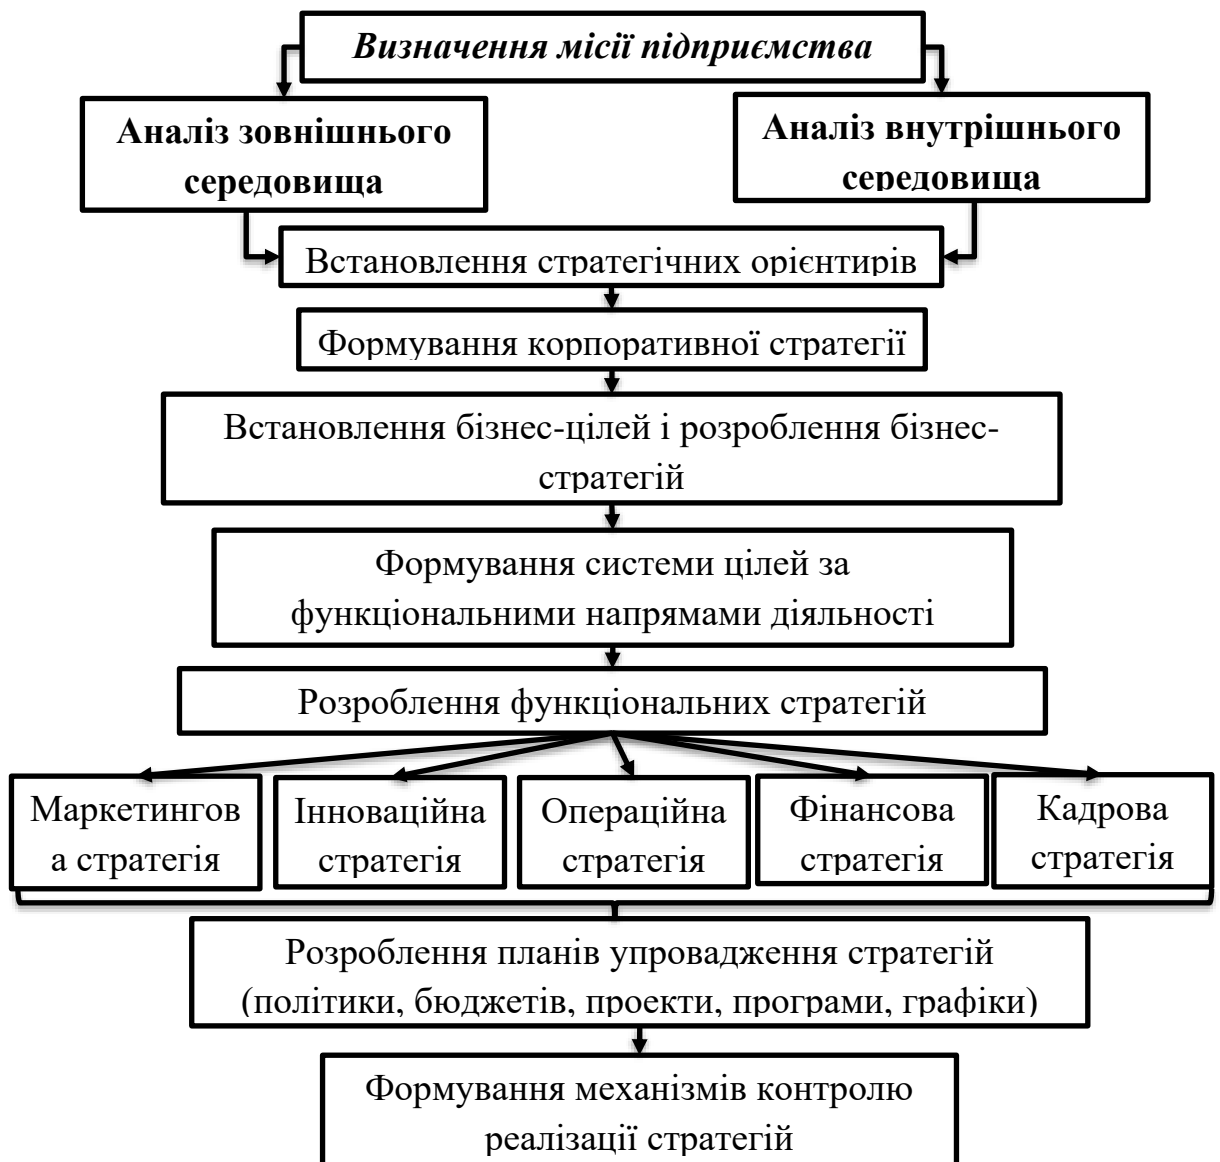 Визначення місії підприємства
Аналіз зовнішнього
середовища
Аналіз внутрішнього
середовища
Встановлення стратегічних орієнтирів
Формування корпоративної стратегії
Встановлення бізнес-цілей і розроблення бізнес-
стратегій
Формування системи цілей за
функціональними напрямами діяльності
Розроблення функціональних стратегій
Маркетингов
а стратегія
Інноваційна
стратегія
Операційна
стратегія
Фінансова
стратегія
Кадрова
стратегія
Розроблення планів упровадження стратегій
(політики, бюджетів, проекти, програми, графіки)
Формування механізмів контролю
реалізації стратегій